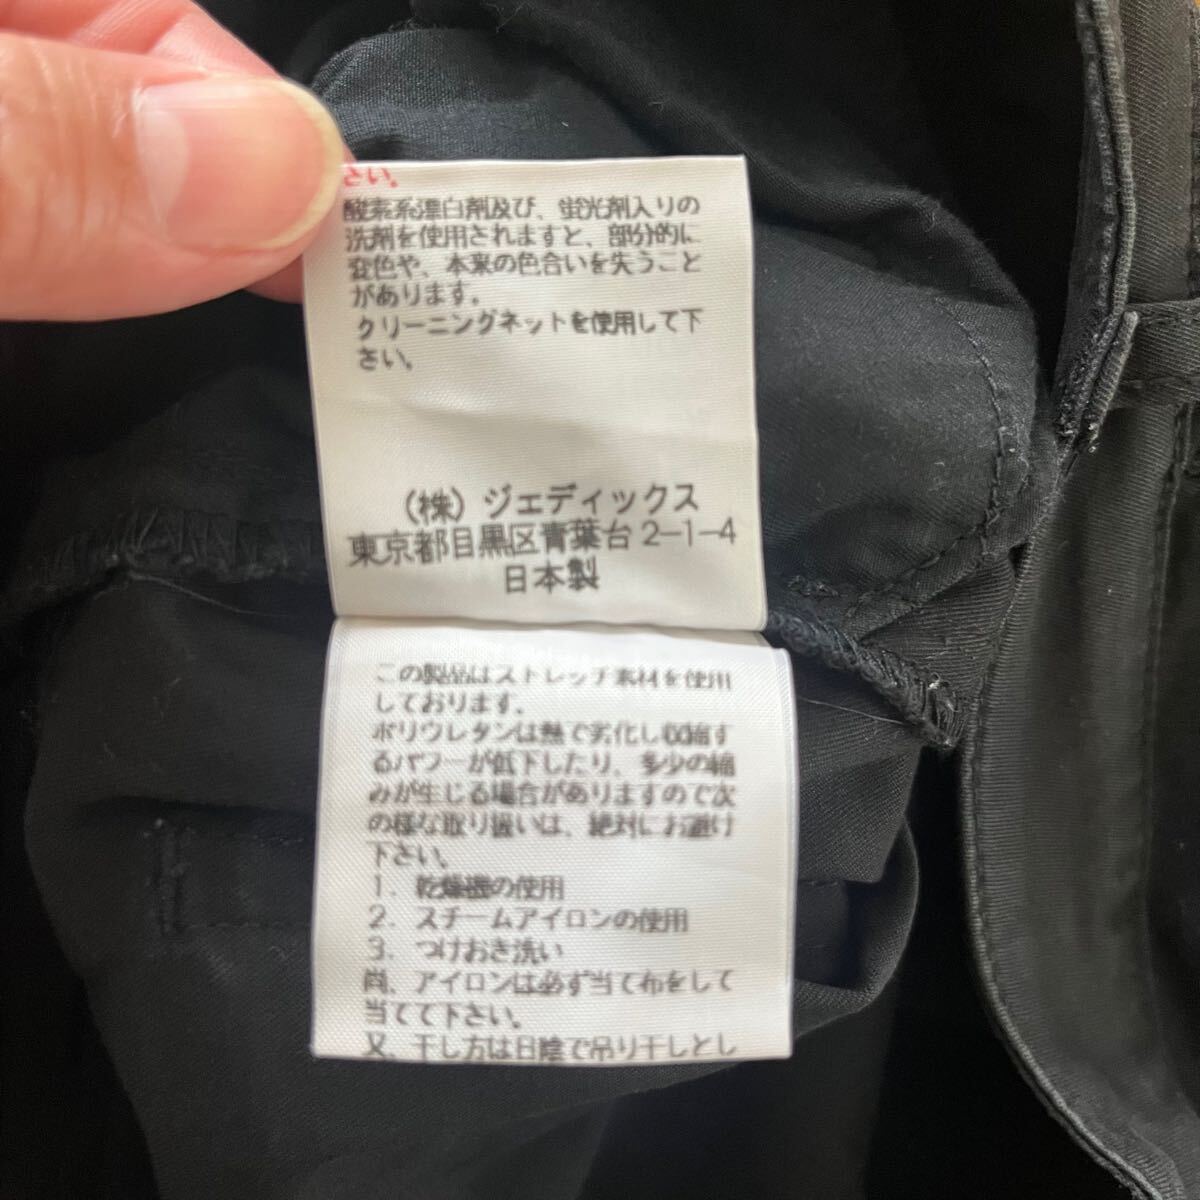 さい。
酸素系漂白剤及び、蛍光剤入りの
洗剤を使用されますと、部分的に
変色や、本来の色合いを失うこと
があります。
クリーニングネットを使用して下
さい。
(株)ジェディックス
東京都目黒区青葉台2-1-4
日本製
この製品はストレッチ素材を使用
しております。
ポリウレタンは熱で劣化し収縮す
るパワーが低下したり、多少の縮
みが生じる場合がありますので次
の様な取り扱いは、絶対にお避け
下さい。
1. 乾燥機の使用
2. スチームアイロンの使用
3. つけおき洗い
尚、アイロンは必ず当て布をして
当てて下さい。
又、干し方は日陰で吊り干しとし